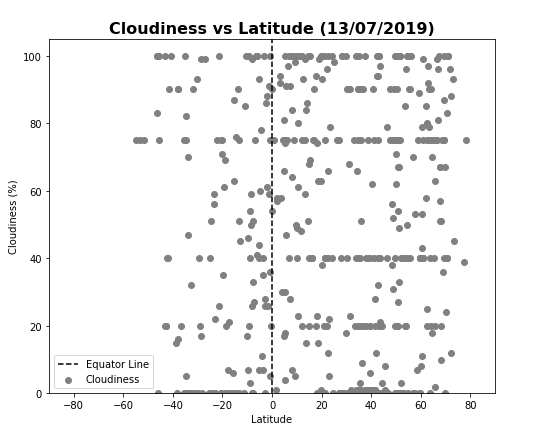 Cloudiness vs Latitude (13/07/2019)
Cloudiness (%)
100
80
60
40
20
0
Equator Line
Cloudiness
−80 −60 −40 −20 0 20 40 60 80
Latitude